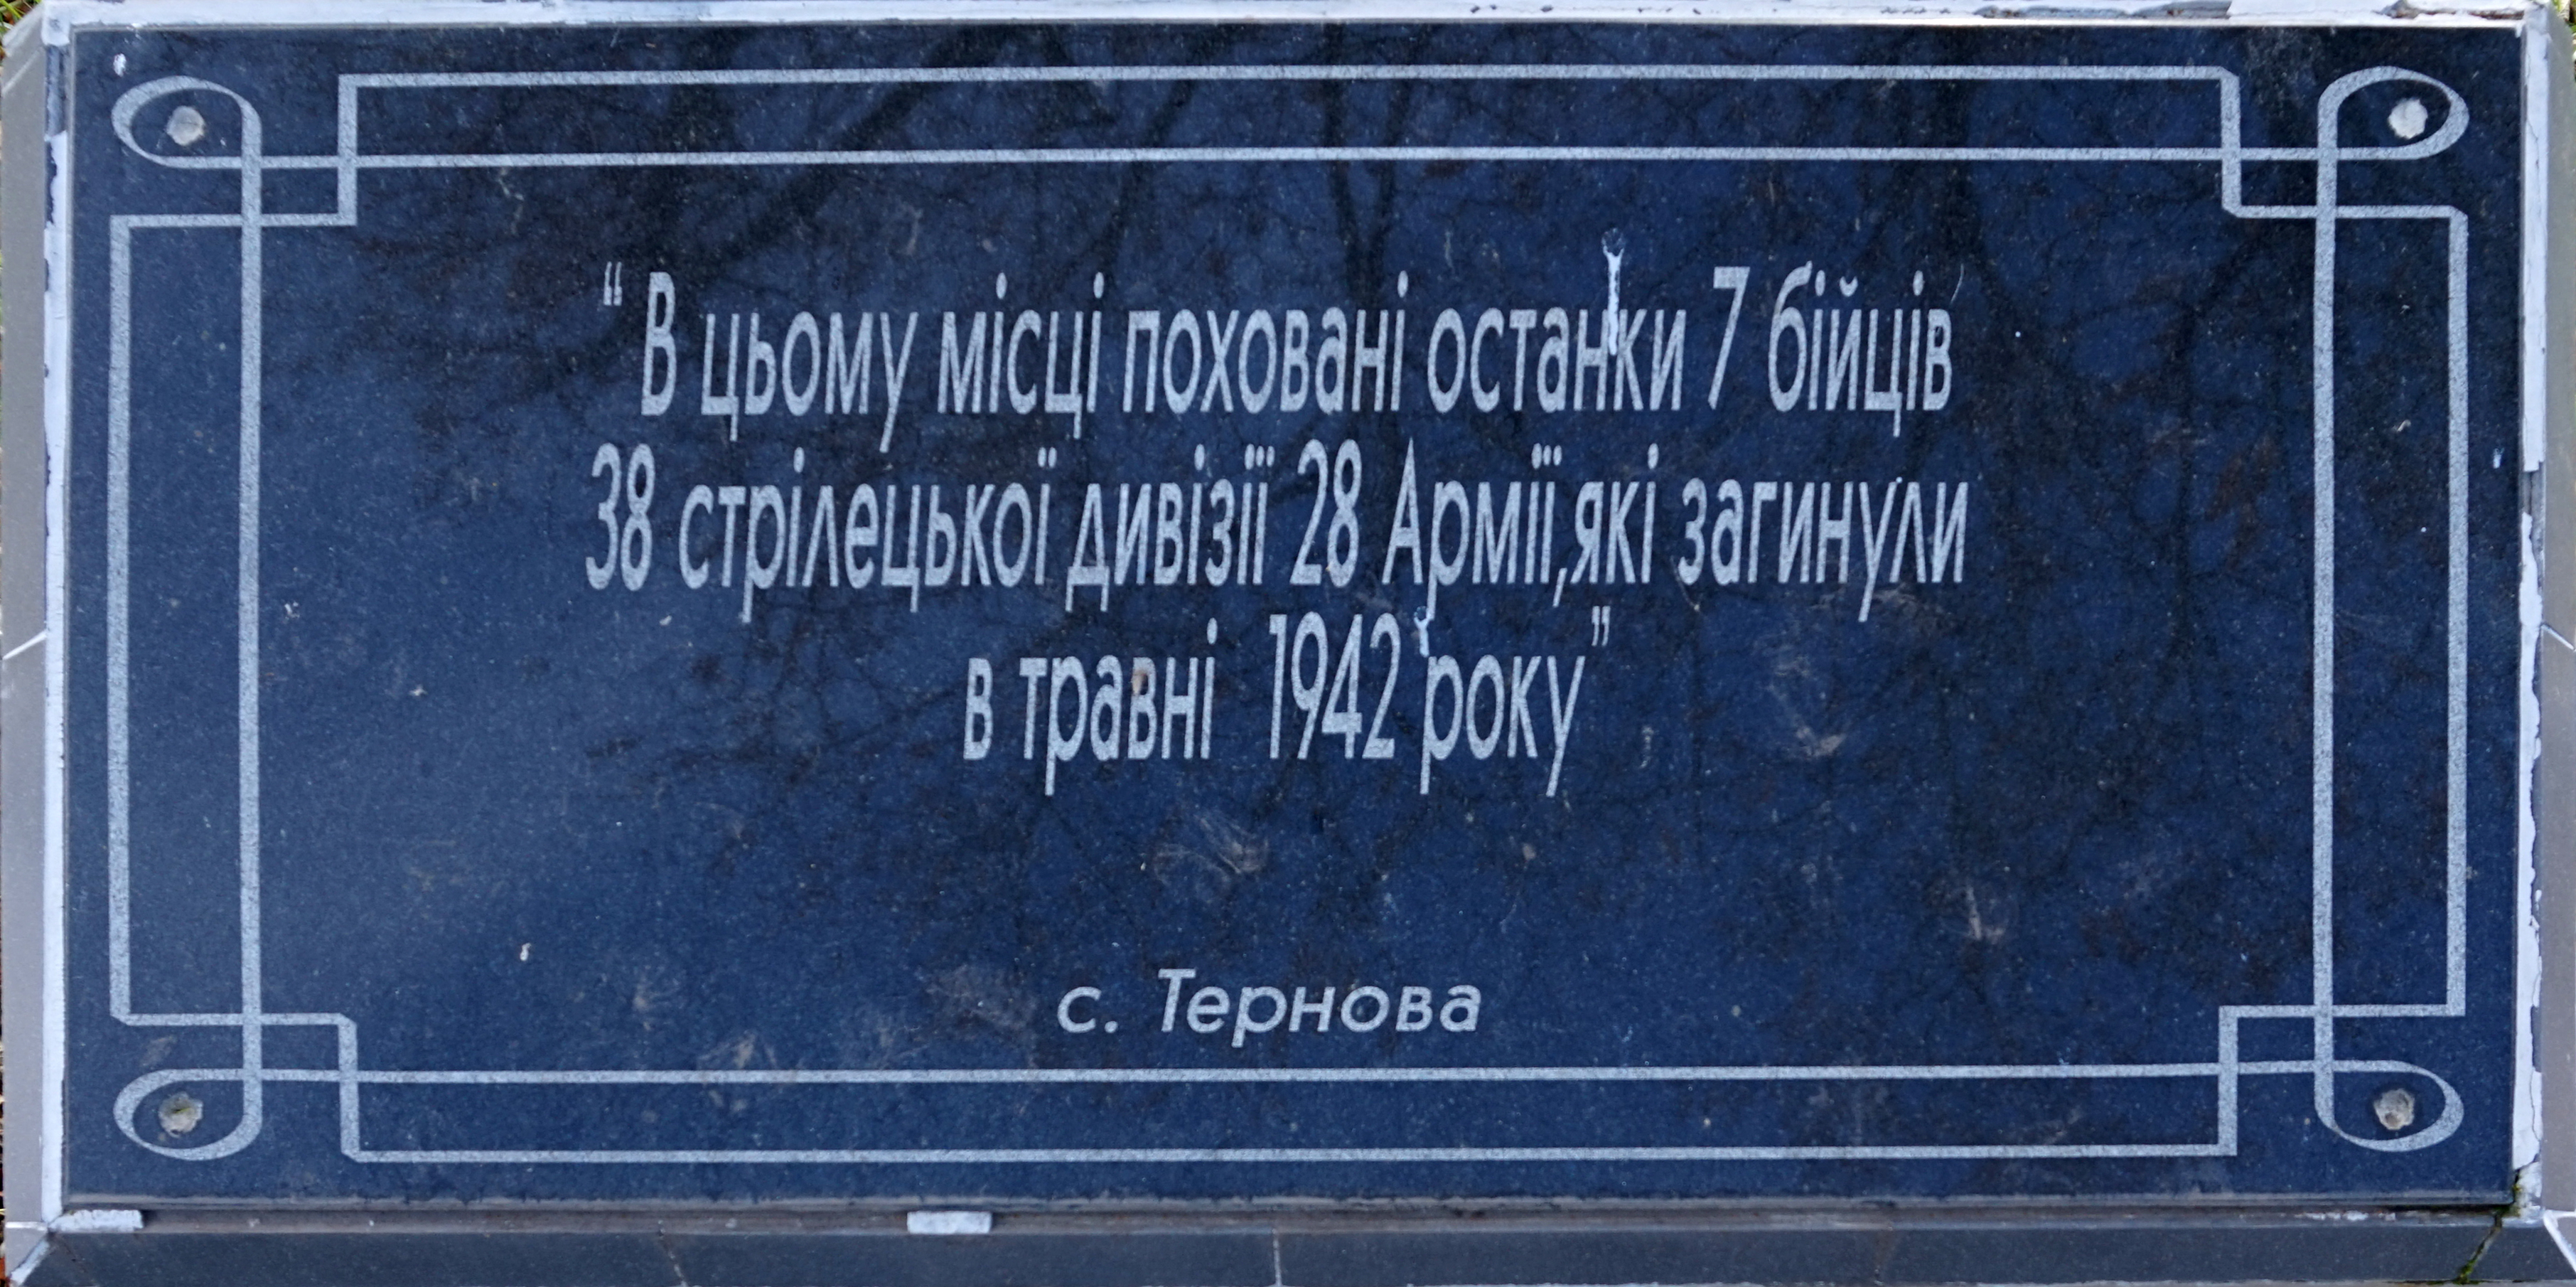 “ В цьому місці поховані останки 7 бійців
38 стрілецької дивізії 28 Армії,які загинули
в травні 1942 року”
с. Тернова